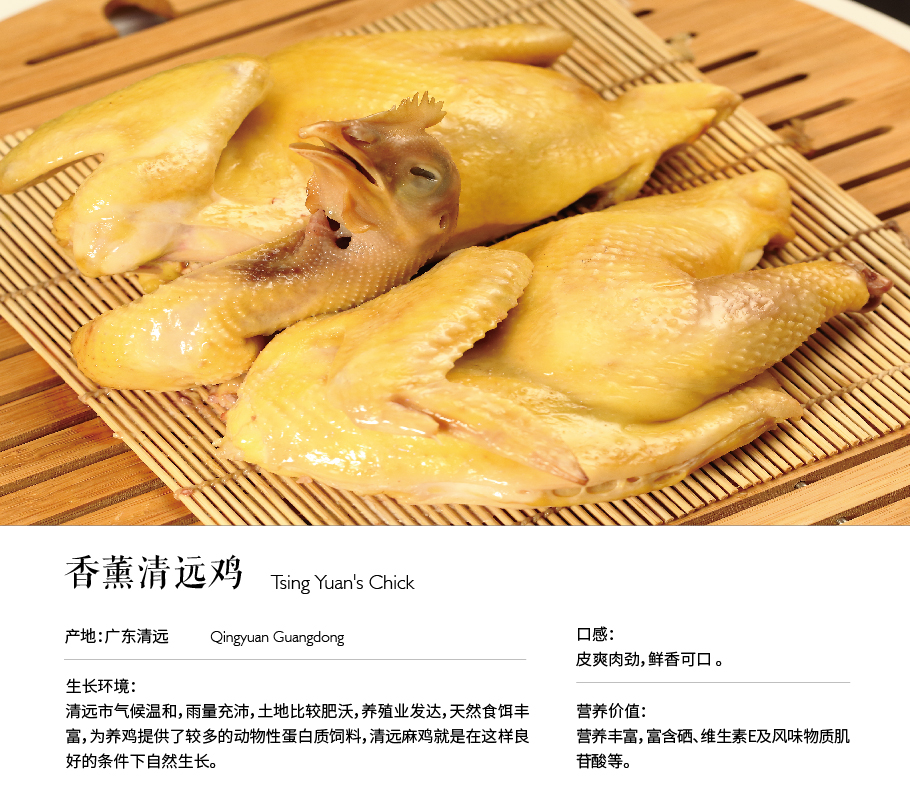 香薰清远鸡 Tsing Yuan's Chick
产地：广东清远 Qingyuan Guangdong
生长环境：
清远市气候温和，雨量充沛，土地比较肥沃，养殖业发达，天然食饵丰
富，为养鸡提供了较多的动物性蛋白质饲料，清远麻鸡就是在这样良
好的条件下自然生长。
口感：
皮爽肉劲，鲜香可口。
营养价值：
营养丰富，富含硒、维生素E及风味物质肌
苷酸等。